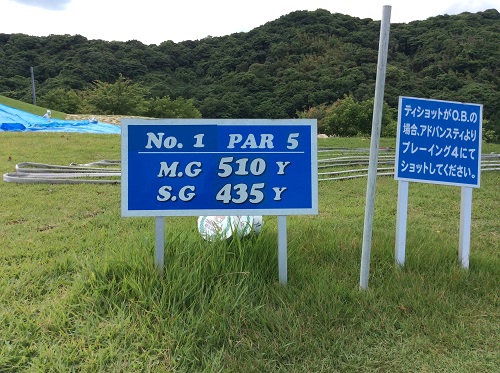 No. 1 PAR 5
M.G 510 Y
S.G 435 Y
ティショットがO.B.の
場合、アドバンスティより
プレーイング4にて
ショットしてください。